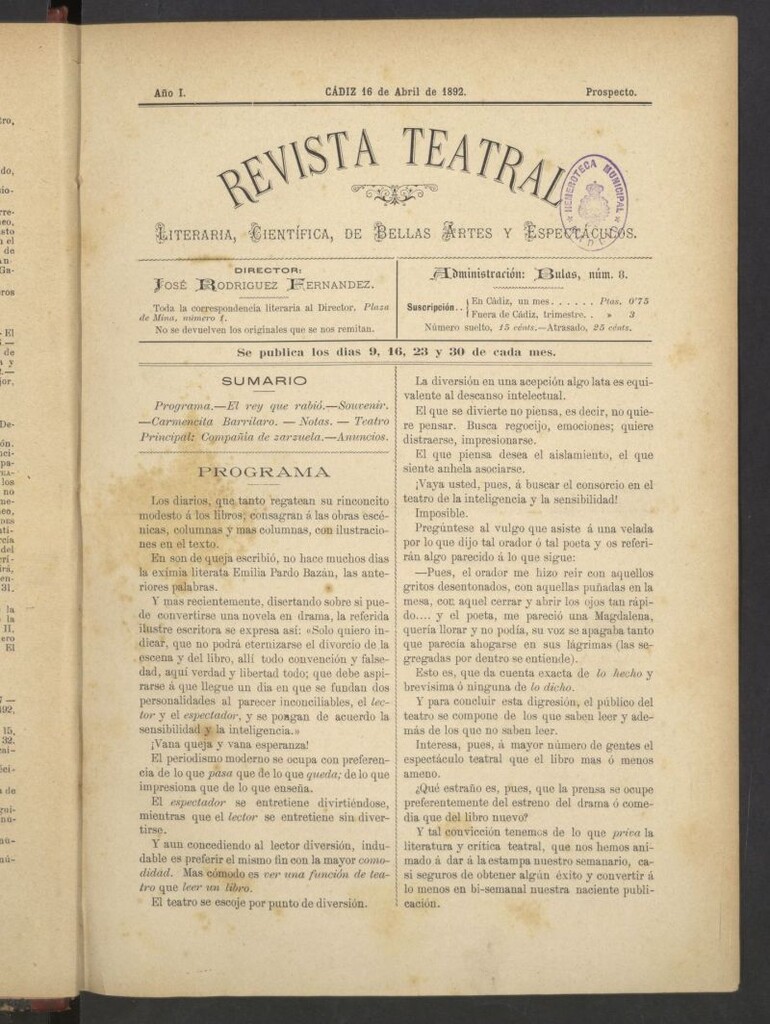 Año I.
CÁDIZ 16 de Abril de 1892.
Prospecto.
REVISTA TEATRAL
HEMEROTECA MUNICIPAL
LITERARIA, CIENTÍFICA, DE BELLAS ARTES Y ESPECTÁCULOS.
DIRECTOR:
JOSÉ RODRIGUEZ FERNANDEZ.
Toda la correspondencia literaria al Director. Plaza
de Mina, número 1.
No se devuelven los originales que se nos remitan.
Administración: Bulas, núm. 8.
Suscripción..
En Cádiz, un mes . . . . . . Ptas. 0'75
Fuera de Cádiz, trimestre. . » 3
Número suelto, 15 cénts.—Atrasado, 25 cénts.
Se publica los dias 9, 16, 23 y 30 de cada mes.
SUMARIO
Programa.—El rey que rabió.—Souvenir.
—Carmencita Barrilaro. — Notas. — Teatro
Principal: Compañia de zarzuela.—Anuncios.
PROGRAMA
Los diarios, que tanto regatean su rinconcito
modesto á los libros, consagran á las obras escé-
nicas, columnas y mas columnas, con ilustracio-
nes en el texto.
En son de queja escribió, no hace muchos dias
la eximia literata Emilia Pardo Bazán, las ante-
riores palabras.
Y mas recientemente, disertando sobre si pue-
de convertirse una novela en drama, la referida
ilustre escritora se expresa así: «Solo quiero in-
dicar, que no podrá eternizarse el divorcio de la
escena y del libro, allí todo convención y false-
dad, aquí verdad y libertad todo; que debe aspi-
rarse á que llegue un dia en que se fundan dos
personalidades al parecer inconciliables, el lec-
tor y el espectador, y se pongan de acuerdo la
sensibilidad y la inteligencia.»
¡Vana queja y vana esperanza!
El periodismo moderno se ocupa con preferen-
cia de lo que pasa que de lo que queda; de lo que
impresiona que de lo que enseña.
El espectador se entretiene divirtiéndose,
mientras que el lector se entretiene sin diver-
tirse.
Y aun concediendo al lector diversión, indu-
dable es preferir el mismo fin con la mayor como-
didad. Mas cómodo es ver una función de tea-
tro que leer un libro.
El teatro se escoje por punto de diversión.
La diversión en una acepción algo lata es equi-
valente al descanso intelectual.
El que se divierte no piensa, es decir, no quie-
re pensar. Busca regocijo, emociones; quiere
distraerse, impresionarse.
El que piensa desea el aislamiento, el que
siente anhela asociarse.
¡Vaya usted, pues, á buscar el consorcio en el
teatro de la inteligencia y la sensibilidad!
Imposible.
Pregúntese al vulgo que asiste á una velada
por lo que dijo tal orador ó tal poeta y os referi-
rán algo parecido á lo que sigue:
—Pues, el orador me hizo reir con aquellos
gritos desentonados, con aquellas puñadas en la
mesa, con aquel cerrar y abrir los ojos tan rápi-
do.... y el poeta, me pareció una Magdalena,
quería llorar y no podía, su voz se apagaba tanto
que parecía ahogarse en sus lágrimas (las se-
gregadas por dentro se entiende).
Esto es, que da cuenta exacta de lo hecho y
brevísima ó ninguna de lo dicho.
Y para concluir esta digresión, el público del
teatro se compone de los que saben leer y ade-
más de los que no saben leer.
Interesa, pues, á mayor número de gentes el
espectáculo teatral que el libro mas ó menos
ameno.
¿Qué estraño es, pues, que la prensa se ocupe
preferentemente del estreno del drama ó come-
dia que del libro nuevo?
Y tal convicción tenemos de lo que priva la
literatura y crítica teatral, que nos hemos ani-
mado á dar á la estampa nuestro semanario, ca-
si seguros de obtener algún éxito y convertir á
lo menos en bi-semanal nuestra naciente publi-
cación.